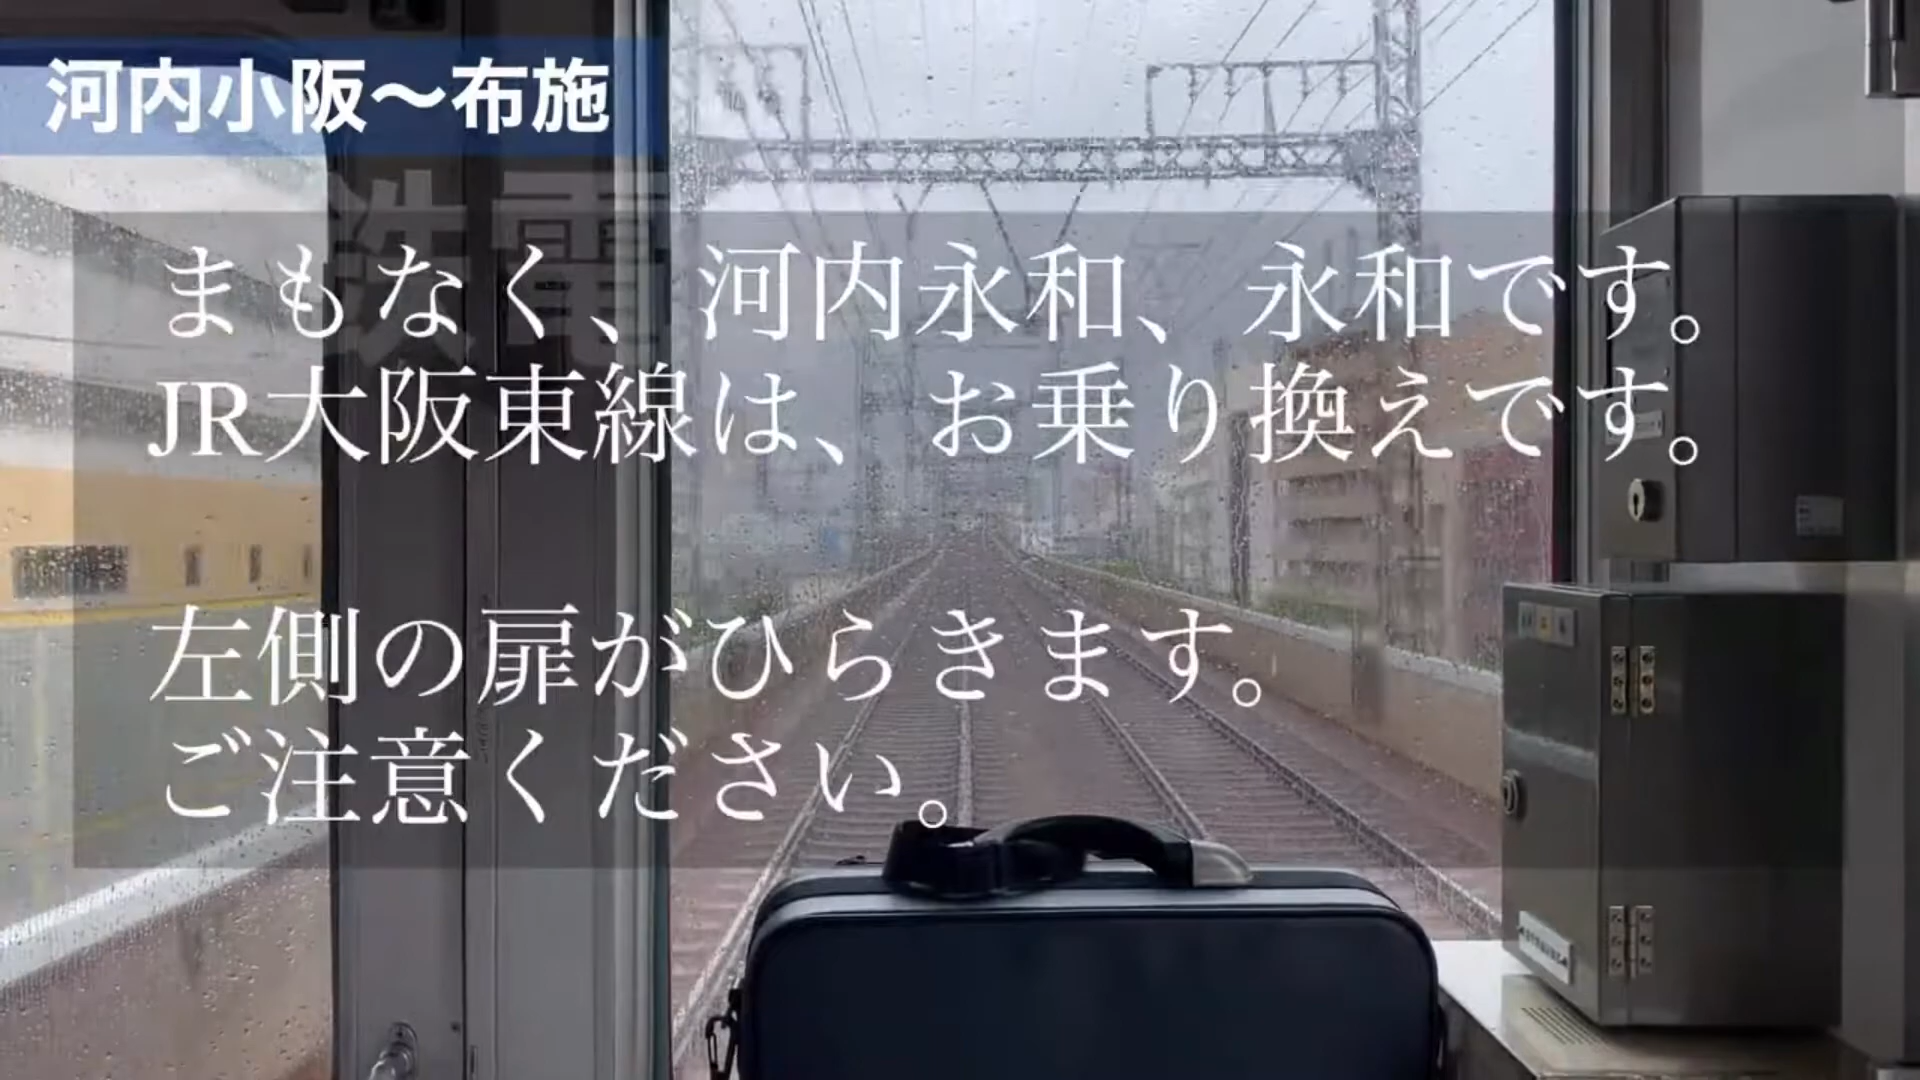 河内小阪～布施
洗電
まもなく、河内永和、永和です。
JR大阪東線は、お乗り換えです。
左側の扉がひらきます。
ご注意ください。